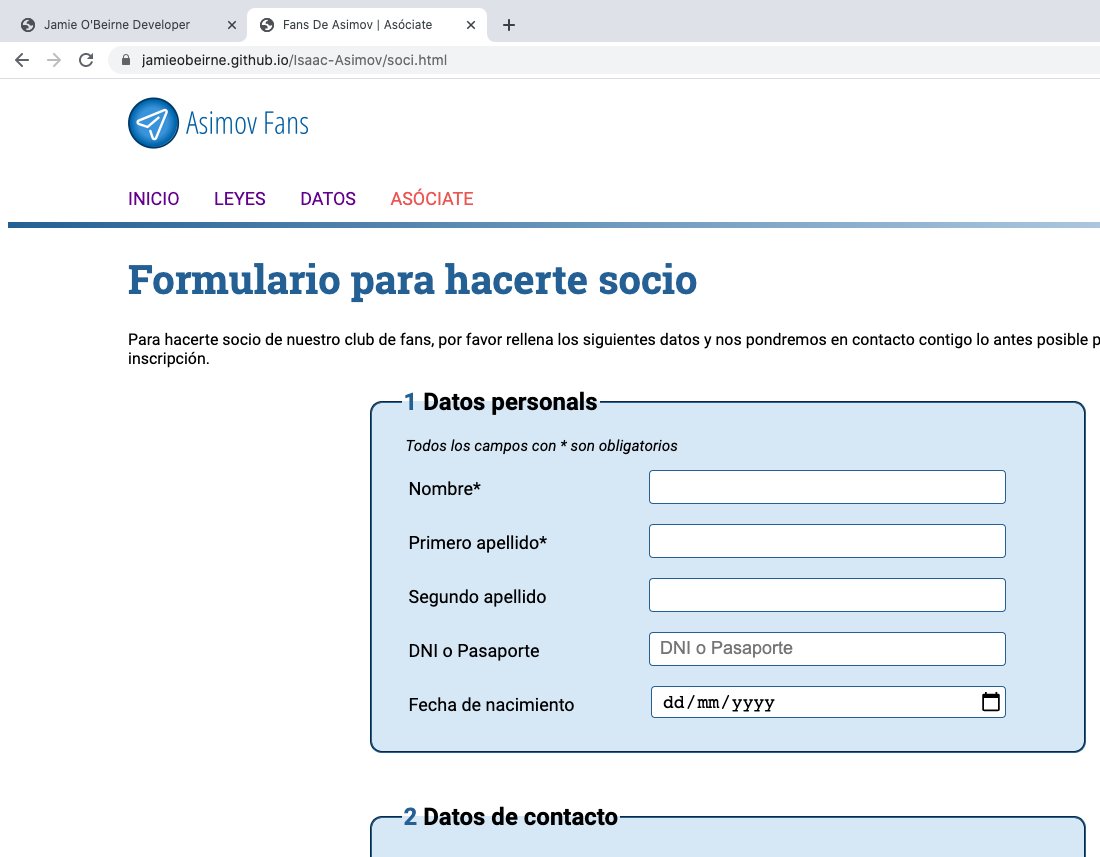 Jamie O'Beirne Developer
Fans De Asimov | Asóciate
jamieobeirne.github.io/Isaac-Asimov/soci.html
Asimov Fans
INICIO LEYES DATOS ASÓCIATE
Formulario para hacerte socio
Para hacerte socio de nuestro club de fans, por favor rellena los siguientes datos y nos pondremos en contacto contigo lo antes posible p
inscripción.
1 Datos personals
Todos los campos con * son obligatorios
Nombre*
Primero apellido*
Segundo apellido
DNI o Pasaporte DNI o Pasaporte
Fecha de nacimiento dd/mm/yyyy
2 Datos de contacto